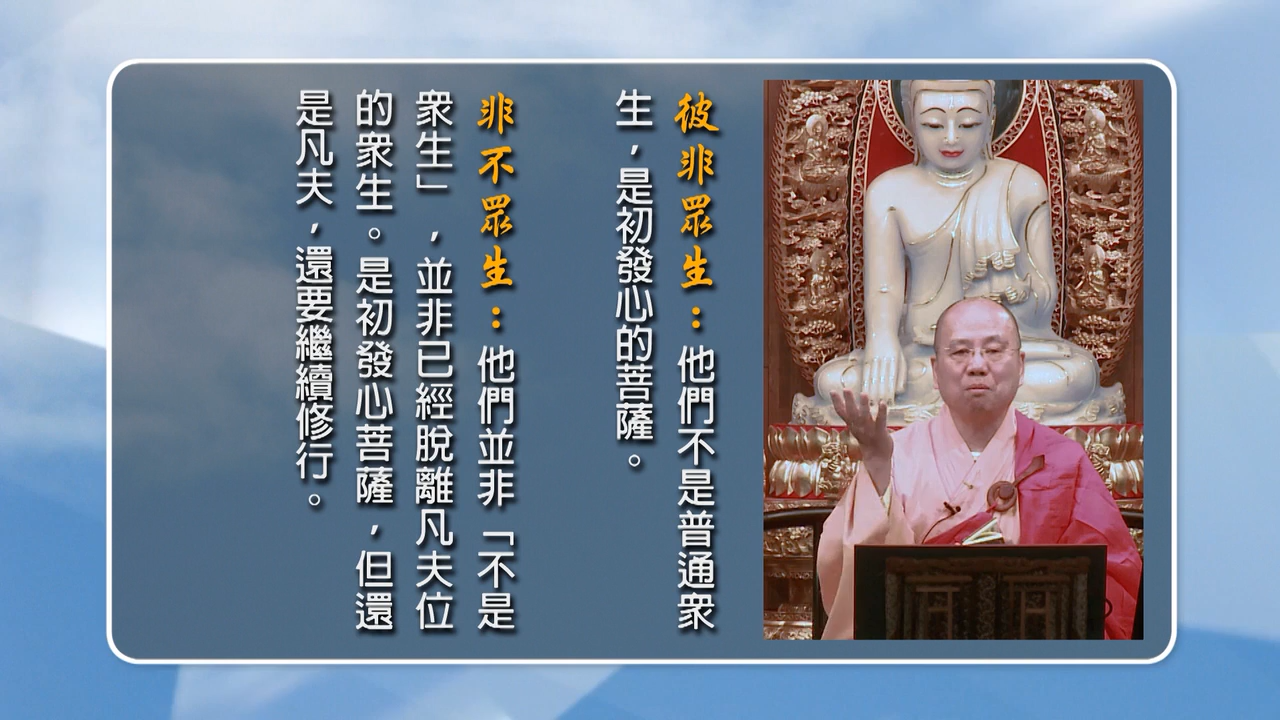 彼非眾生：他們不是普通衆
生，是初發心的菩薩。
非不眾生：他們並非「不是
衆生」，並非已經脫離凡夫位
的衆生。是初發心菩薩，但還
是凡夫，還要繼續修行。